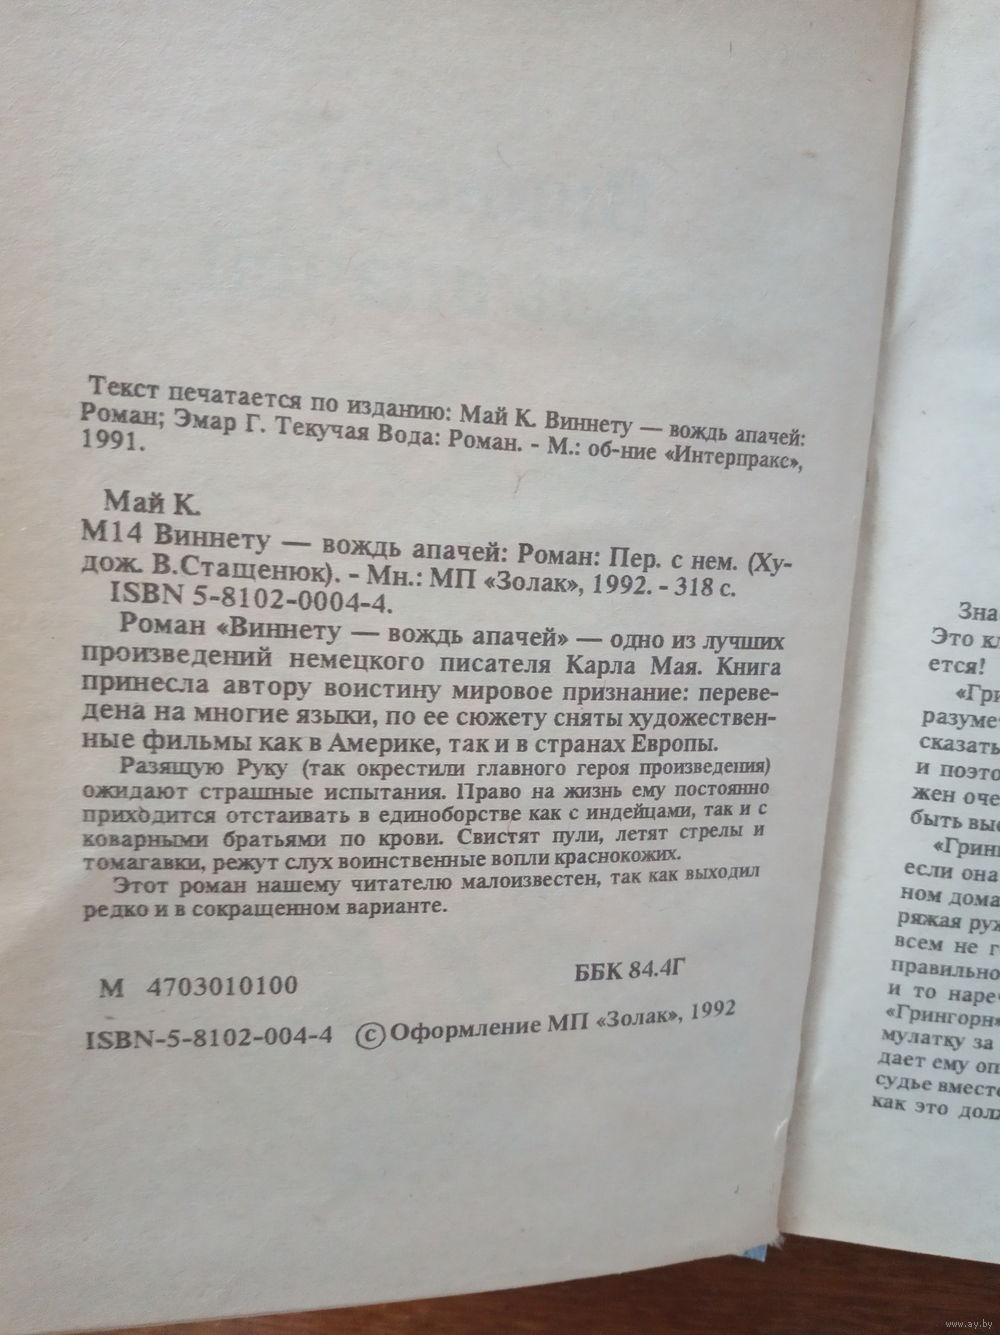 Текст печатается по изданию: Май К. Виннету — вождь апачей:
Роман; Эмар Г. Текучая Вода: Роман. - М.: об-ние «Интерпракс»,
1991.
Май К.
М14 Виннету — вождь апачей: Роман: Пер. с нем. (Ху-
дож. В.Стащенюк). - Мн.: МП «Золак», 1992. - 318 с.
ISBN 5-8102-0004-4.
Роман «Виннету — вождь апачей» — одно из лучших
произведений немецкого писателя Карла Мая. Книга
принесла автору воистину мировое признание: переве-
дена на многие языки, по ее сюжету сняты художествен-
ные фильмы как в Америке, так и в странах Европы.
Разящую Руку (так окрестили главного героя произведения)
ожидают страшные испытания. Право на жизнь ему постоянно
приходится отстаивать в единоборстве как с индейцами, так и с
коварными братьями по крови. Свистят пули, летят стрелы и
томагавки, режут слух воинственные вопли краснокожих.
Этот роман нашему читателю малоизвестен, так как выходил
редко и в сокращенном варианте.
М 4703010100
ББК 84.4Г
ISBN-5-8102-004-4 ©Оформление МП «Золак», 1992
Зна
Это кл
ется!
«Гри
разуме
сказать
и поэто
жен оче
быть выс
«Грин
если она
ном дома
ряжая руж
всем не г
правильно
и то наре
«Грингорн»
мулатку за
дает ему оп
судье вмест
как это дол
www.ay.by